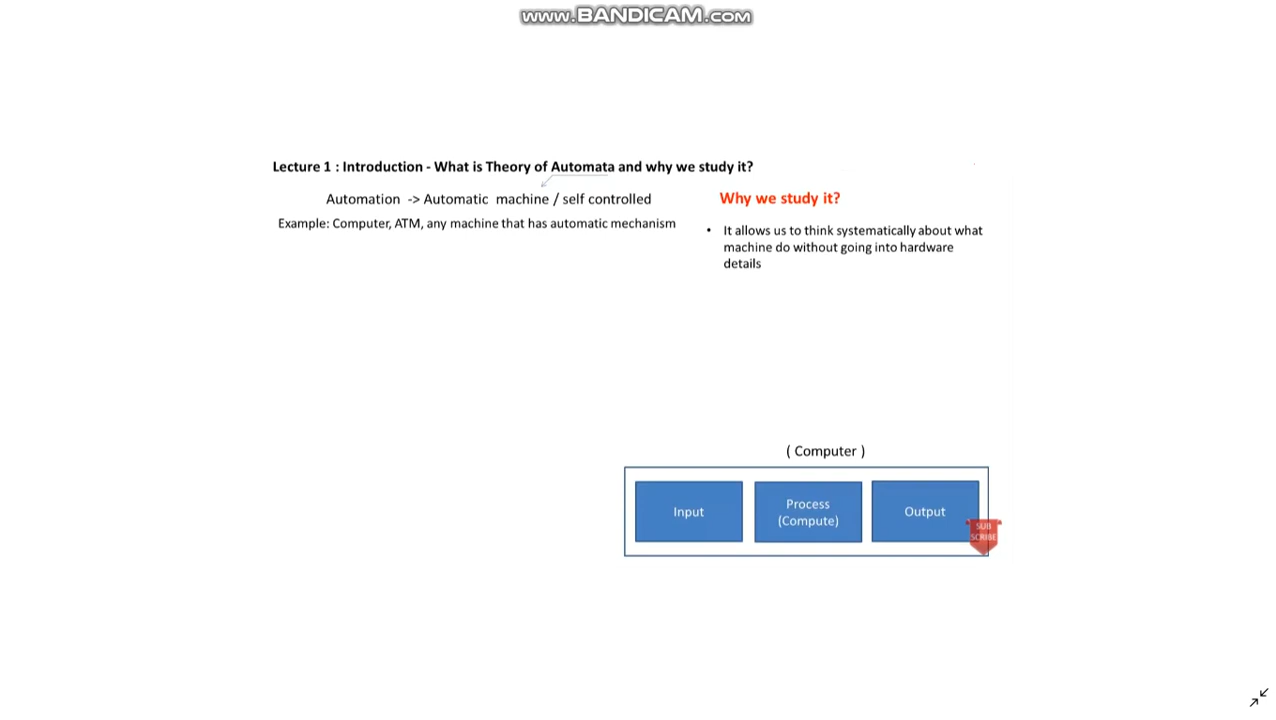 www.BANDICAM.com
Lecture 1 : Introduction - What is Theory of Automata and why we study it?
Automation -> Automatic machine / self controlled
Example: Computer, ATM, any machine that has automatic mechanism
Why we study it?
• It allows us to think systematically about what
machine do without going into hardware
details
( Computer )
Input
Process
(Compute)
Output
SUB
SCRIBE